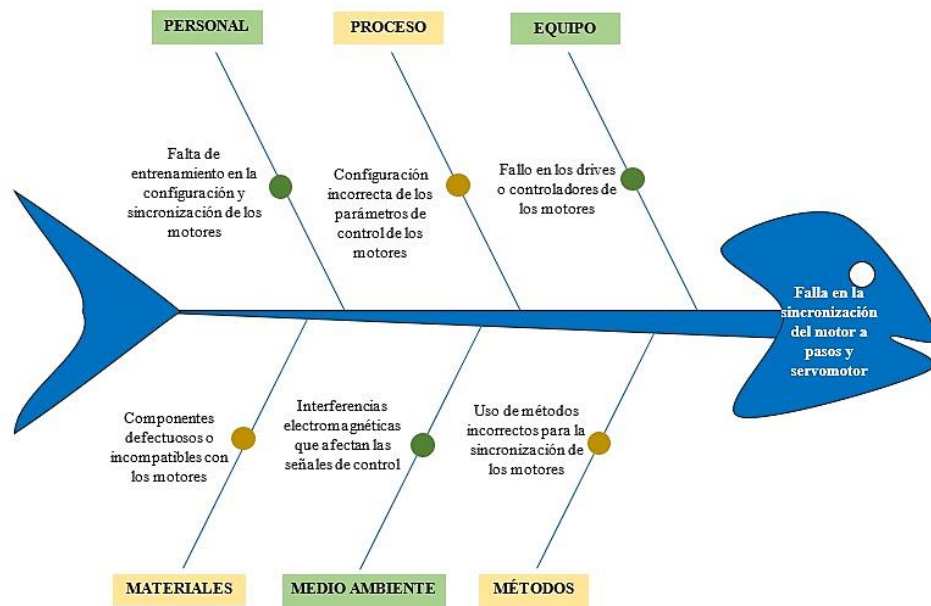 PERSONAL
PROCESO
EQUIPO
Falta de
entrenamiento en la
configuración y
sincronización de los
motores
Configuración
incorrecta de los
parámetros de
control de los
motores
Fallo en los drives
o controladores de
los motores
Falla en la
sincronización
del motor a
pasos y
servomotor
Componentes
defectuosos o
incompatibles con
los motores
Interferencias
electromagnéticas
que afectan las
señales de control
Uso de métodos
incorrectos para la
sincronización de
los motores
MATERIALES
MEDIO AMBIENTE
MÉTODOS